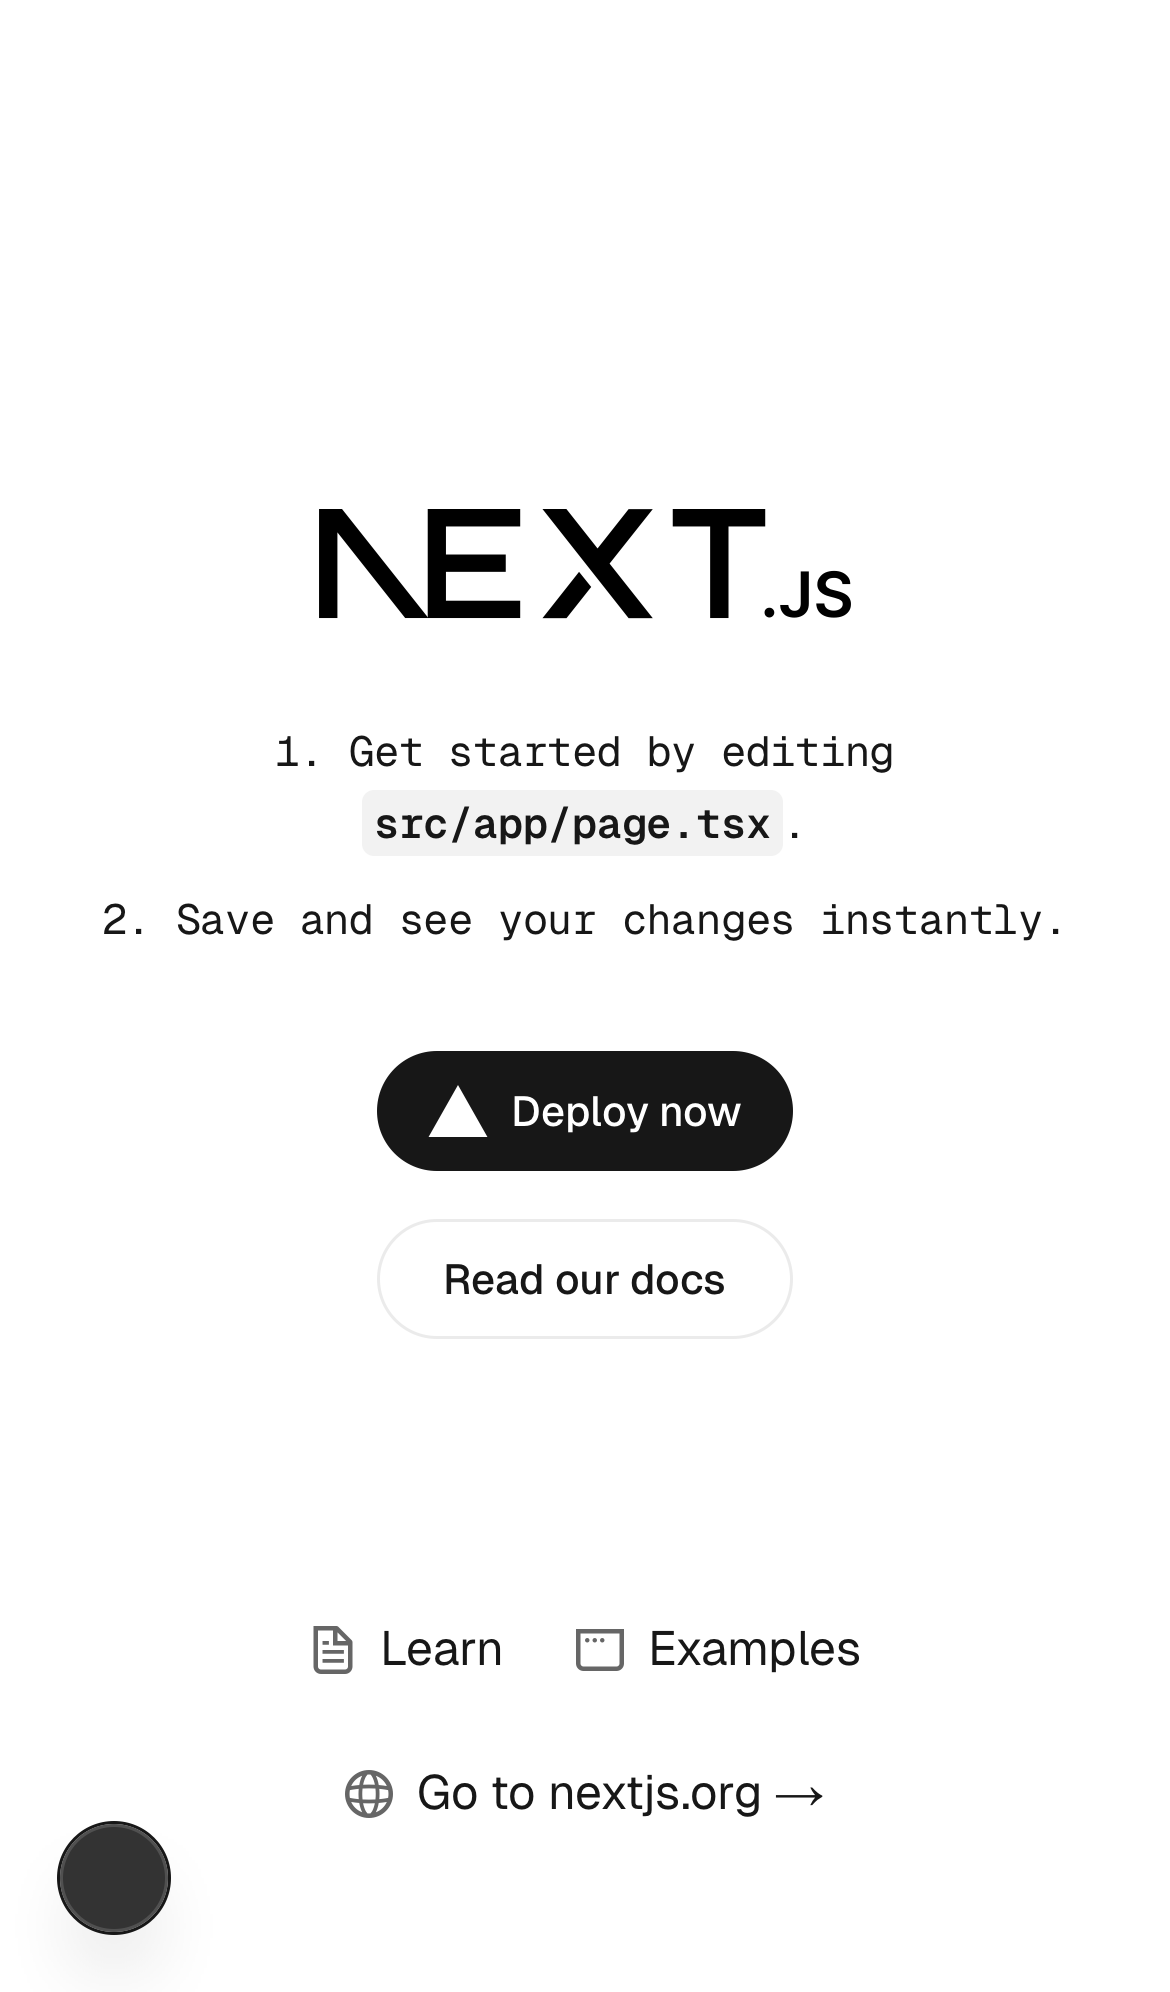 NEXT.JS
1. Get started by editing
src/app/page.tsx.
2. Save and see your changes instantly.
Deploy now
Read our docs
Learn Examples
Go to nextjs.org →